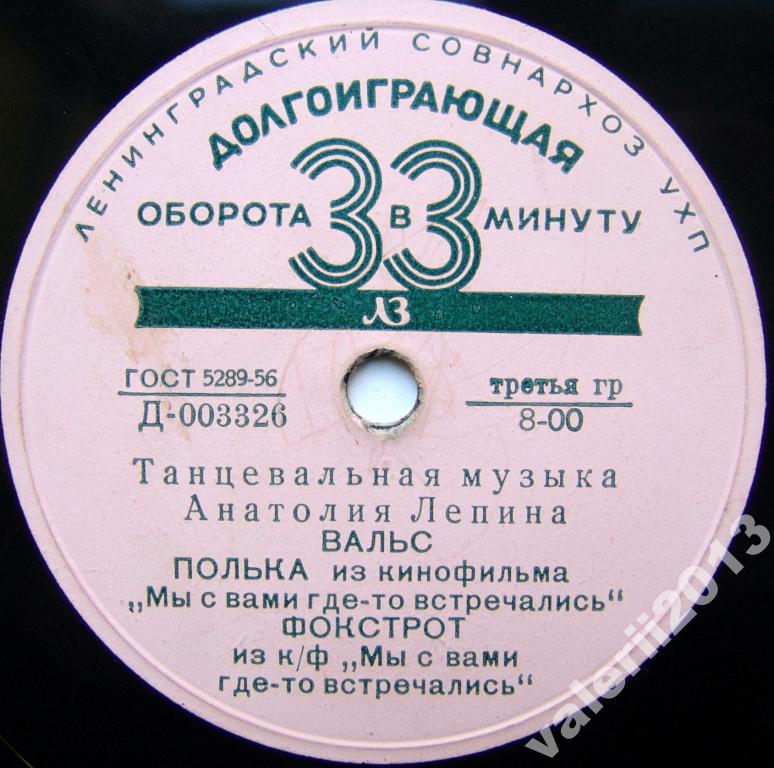 ЛЕНИНГРАДСКИЙ СОВНАРХОЗ УХП
ДОЛГОИГРАЮЩАЯ
ОБОРОТА 33 В МИНУТУ
ЛЗ
ГОСТ 5289-56
Д-003326
третья гр
8-00
Танцевальная музыка
Анатолия Лепина
ВАЛЬС
ПОЛЬКА из кинофильма
„Мы с вами где-то встречались“
ФОКСТРОТ
из к/ф „Мы с вами
где-то встречались“
valerii2013